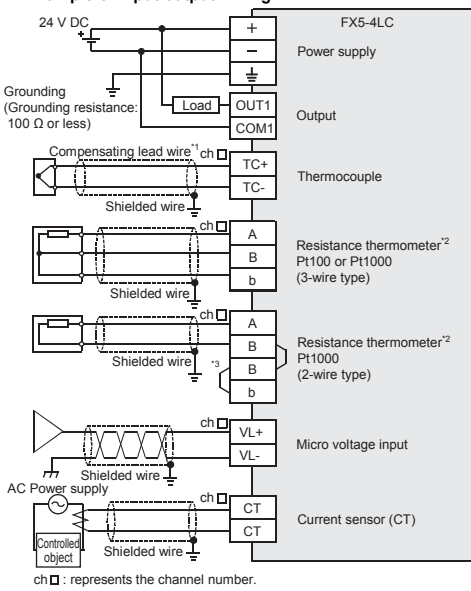 24 V DC
+
-
+
−
FX5-4LC
Power supply
Grounding
(Grounding resistance:
100 Ω or less)
Load
OUT1
COM1
Output
Compensating lead wire*1
ch□
TC+
TC-
Thermocouple
Shielded wire
ch□
A
B
b
Resistance thermometer*2
Pt100 or Pt1000
(3-wire type)
Shielded wire
ch□
A
B
B
b
Resistance thermometer*2
Pt1000
(2-wire type)
Shielded wire
*3
ch□
VL+
VL-
Micro voltage input
Shielded wire
AC Power supply
ch□
CT
CT
Current sensor (CT)
Controlled
object
Shielded wire
ch□ : represents the channel number.